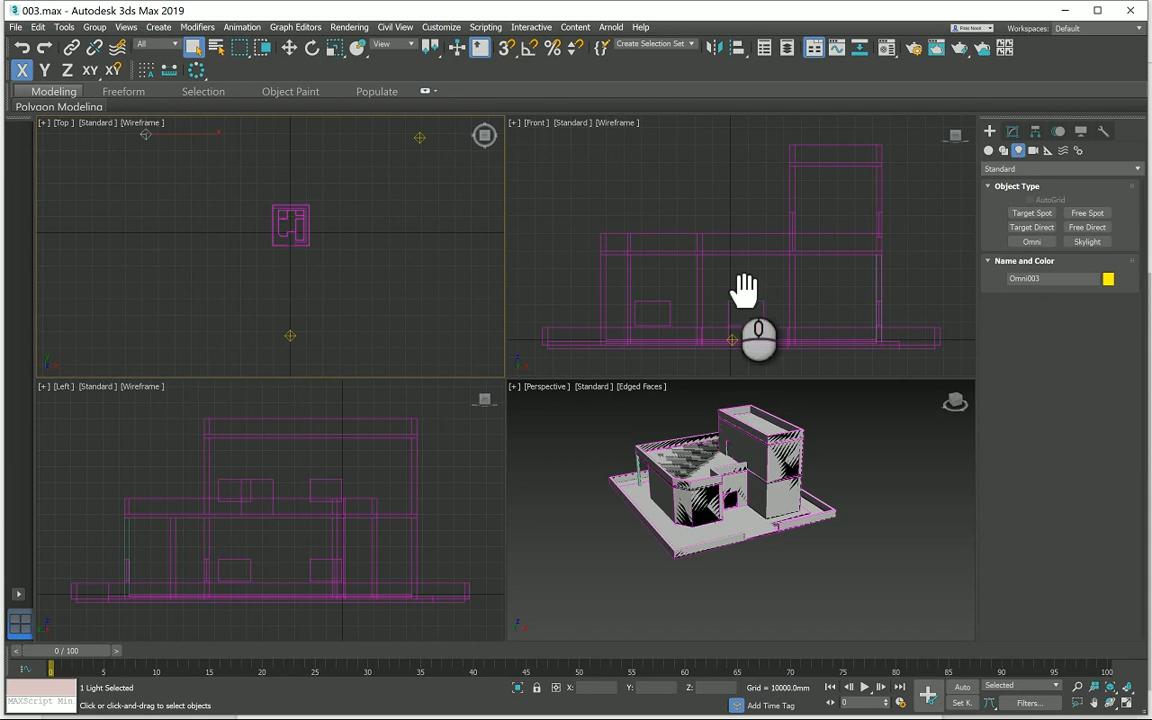 003.max - Autodesk 3ds Max 2019
File Edit Tools Group Views Create Modifiers Animation Graph Editors Rendering Civil View Customize Scripting Interactive Content Arnold Help
Workspaces: Default
All View Create Selection Set
X Y Z XY XY
Modeling Freeform Selection Object Paint Populate
Polygon Modeling
[+] [Top ] [Standard ] [Wireframe ]
[+] [Front ] [Standard ] [Wireframe ]
Standard
Object Type
AutoGrid
Target Spot Free Spot
Target Direct Free Direct
Omni Skylight
Name and Color
Omni003
[+] [Left ] [Standard ] [Wireframe ]
[+] [Perspective ] [Standard ] [Edged Faces ]
< 0 / 100 >
0 5 10 15 20 25 30 35 40 45 50 55 60 65 70 75 80 85 90 95 100
1 Light Selected
X: Y: Z: Grid = 10000.0mm
Auto Selected
MAXScript Min
Click or click-and-drag to select objects
Add Time Tag
0
Set K. Filters...